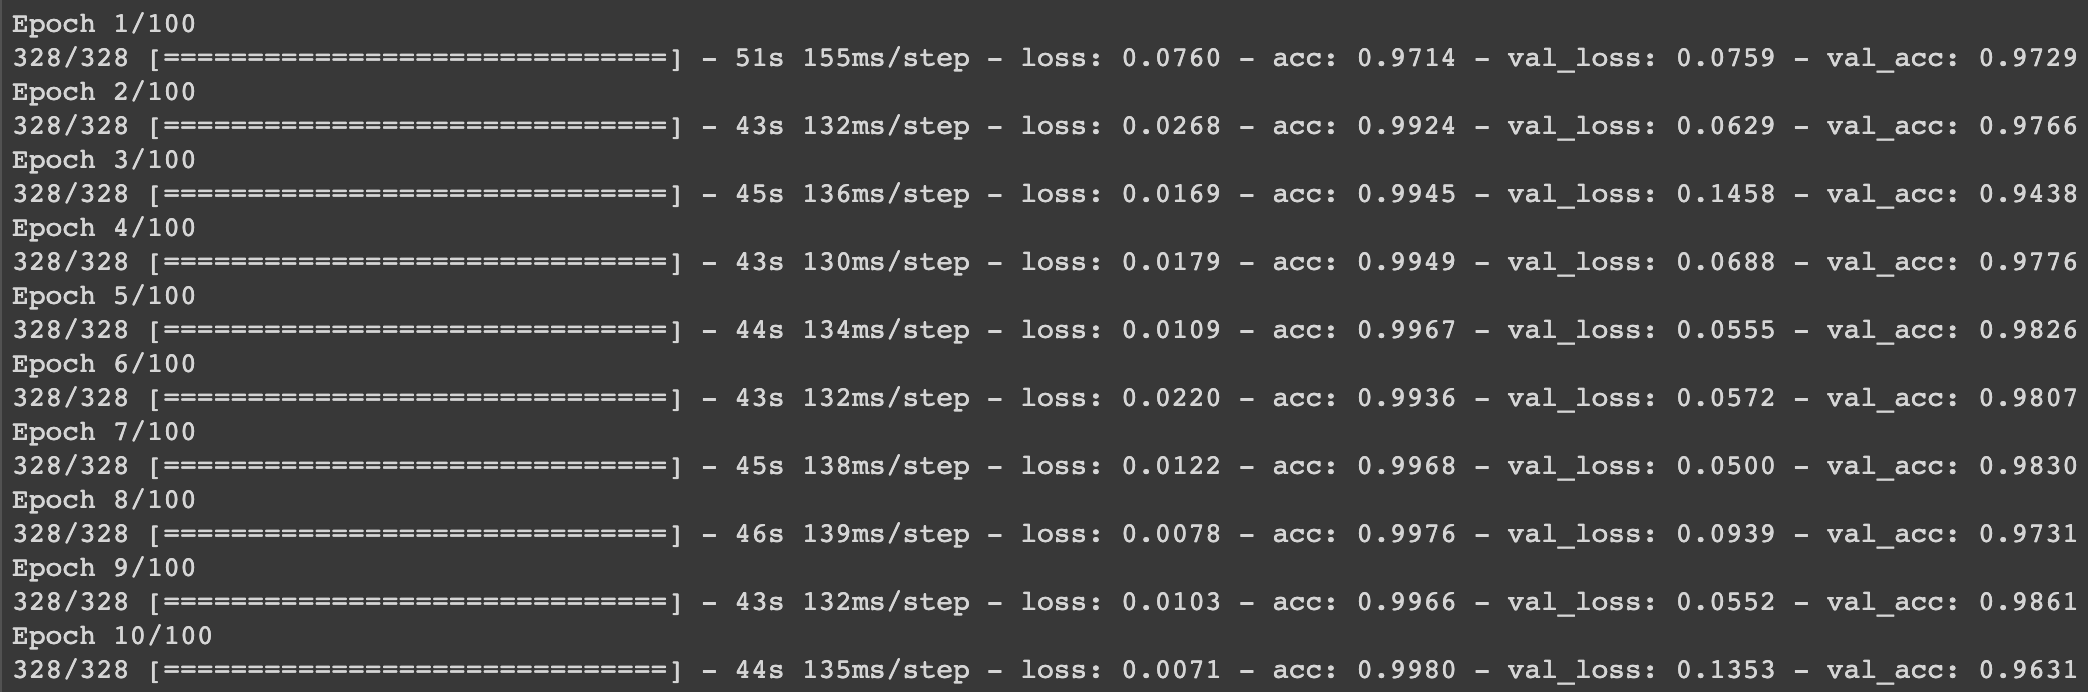 Epoch 1/100
328/328 [==============================] - 51s 155ms/step - loss: 0.0760 - acc: 0.9714 - val_loss: 0.0759 - val_acc: 0.9729
Epoch 2/100
328/328 [==============================] - 43s 132ms/step - loss: 0.0268 - acc: 0.9924 - val_loss: 0.0629 - val_acc: 0.9766
Epoch 3/100
328/328 [==============================] - 45s 136ms/step - loss: 0.0169 - acc: 0.9945 - val_loss: 0.1458 - val_acc: 0.9438
Epoch 4/100
328/328 [==============================] - 43s 130ms/step - loss: 0.0179 - acc: 0.9949 - val_loss: 0.0688 - val_acc: 0.9776
Epoch 5/100
328/328 [==============================] - 44s 134ms/step - loss: 0.0109 - acc: 0.9967 - val_loss: 0.0555 - val_acc: 0.9826
Epoch 6/100
328/328 [==============================] - 43s 132ms/step - loss: 0.0220 - acc: 0.9936 - val_loss: 0.0572 - val_acc: 0.9807
Epoch 7/100
328/328 [==============================] - 45s 138ms/step - loss: 0.0122 - acc: 0.9968 - val_loss: 0.0500 - val_acc: 0.9830
Epoch 8/100
328/328 [==============================] - 46s 139ms/step - loss: 0.0078 - acc: 0.9976 - val_loss: 0.0939 - val_acc: 0.9731
Epoch 9/100
328/328 [==============================] - 43s 132ms/step - loss: 0.0103 - acc: 0.9966 - val_loss: 0.0552 - val_acc: 0.9861
Epoch 10/100
328/328 [==============================] - 44s 135ms/step - loss: 0.0071 - acc: 0.9980 - val_loss: 0.1353 - val_acc: 0.9631